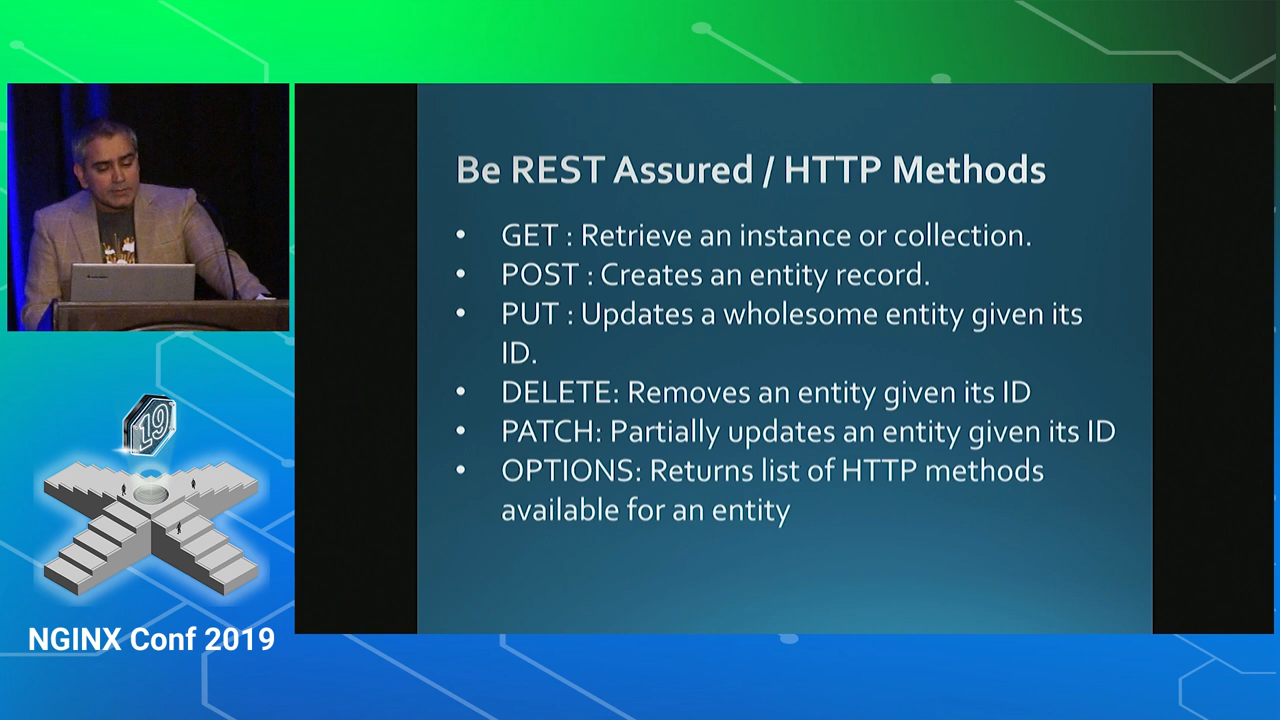 Be REST Assured / HTTP Methods
• GET : Retrieve an instance or collection.
• POST : Creates an entity record.
• PUT : Updates a wholesome entity given its
ID.
• DELETE: Removes an entity given its ID
• PATCH: Partially updates an entity given its ID
• OPTIONS: Returns list of HTTP methods
available for an entity
19
NGINX Conf 2019